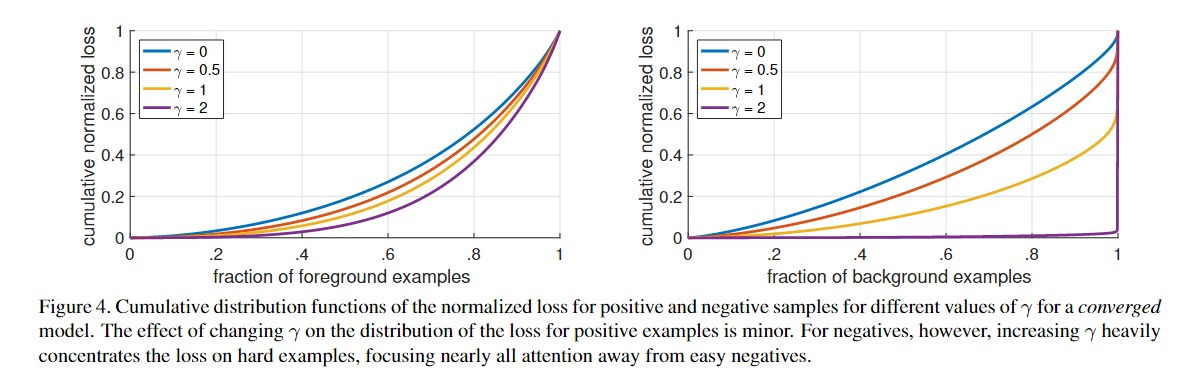 cumulative normalized loss
1
0.8
0.6
0.4
0.2
0
γ = 0
γ = 0.5
γ = 1
γ = 2
0 .2 .4 .6 .8 1
fraction of foreground examples
cumulative normalized loss
1
0.8
0.6
0.4
0.2
0
γ = 0
γ = 0.5
γ = 1
γ = 2
0 .2 .4 .6 .8 1
fraction of background examples
Figure 4. Cumulative distribution functions of the normalized loss for positive and negative samples for different values of γ for a converged
model. The effect of changing γ on the distribution of the loss for positive examples is minor. For negatives, however, increasing γ heavily
concentrates the loss on hard examples, focusing nearly all attention away from easy negatives.